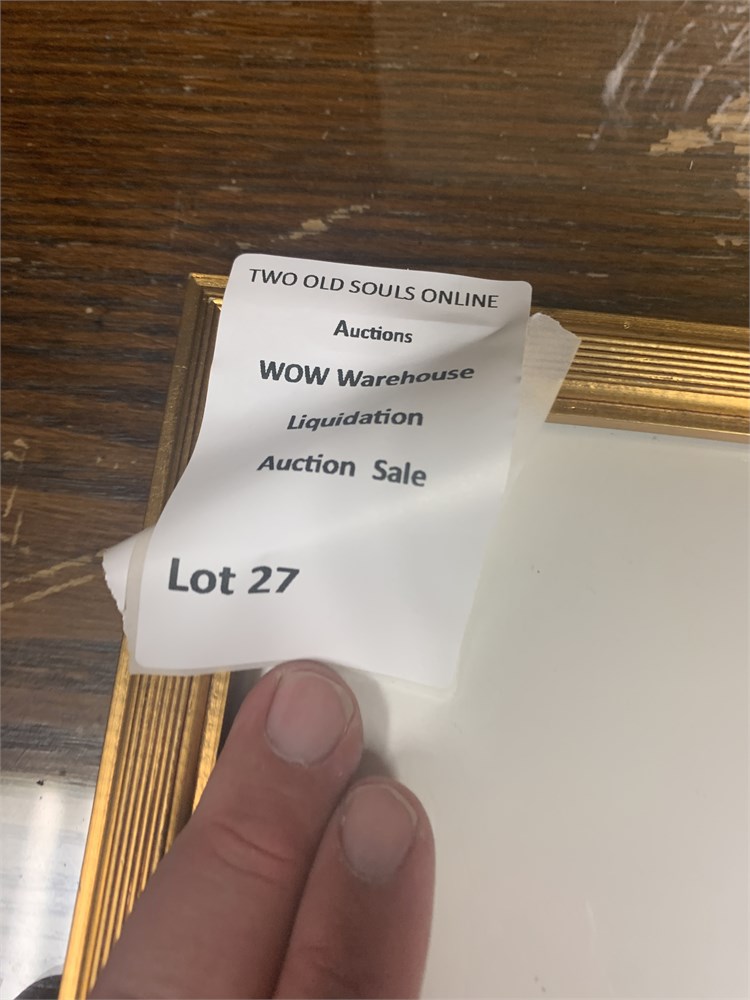 TWO OLD SOULS ONLINE
Auctions
WOW Warehouse
Liquidation
Auction Sale
Lot 27